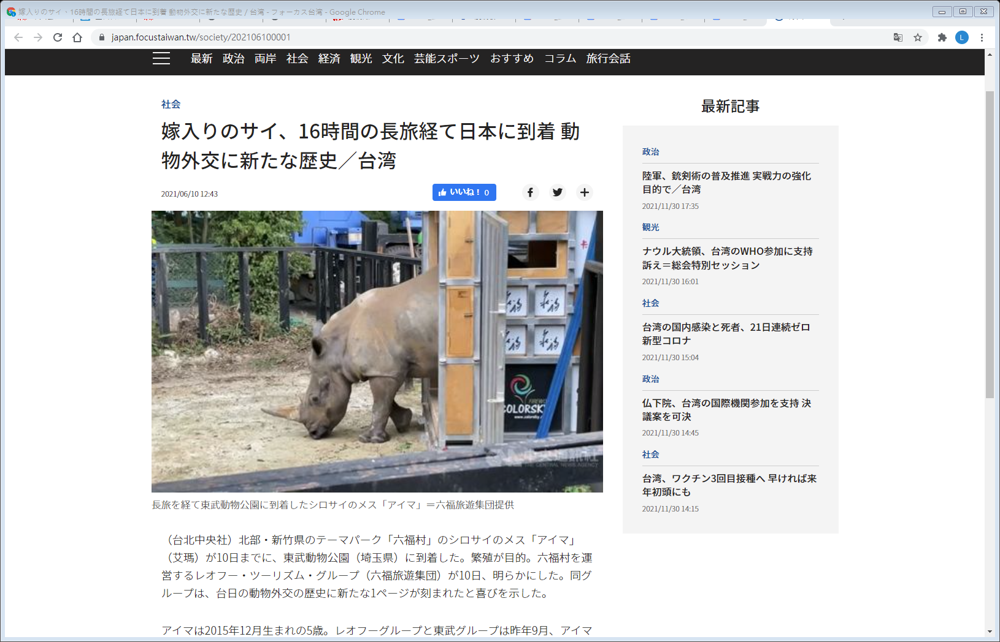 嫁入りのサイ、16時間の長旅経て日本に到着 動物外交に新たな歴史 / 台湾 - フォーカス台湾 - Google Chrome
japan.focustaiwan.tw/society/202106100001
L
最新 政治 両岸 社会 経済 観光 文化 芸能スポーツ おすすめ コラム 旅行会話
社会
嫁入りのサイ、16時間の長旅経て日本に到着 動
物外交に新たな歴史／台湾
2021/06/10 12:43
いいね！ 0
卡
COLORSKY
www.colorsky.
中央通訊社
THE CENTRAL NEWS AGENCY
長旅を経て東武動物公園に到着したシロサイのメス「アイマ」＝六福旅遊集団提供
（台北中央社）北部・新竹県のテーマパーク「六福村」のシロサイのメス「アイマ」
（艾瑪）が10日までに、東武動物公園（埼玉県）に到着した。繁殖が目的。六福村を運
営するレオフー・ツーリズム・グループ（六福旅遊集団）が10日、明らかにした。同グ
ループは、台日の動物外交の歴史に新たな1ページが刻まれたと喜びを示した。
アイマは2015年12月生まれの5歳。レオフーグループと東武グループは昨年9月、アイマ
最新記事
政治
陸軍、銃剣術の普及推進 実戦力の強化
目的で／台湾
2021/11/30 17:35
観光
ナウル大統領、台湾のWHO参加に支持
訴え＝総会特別セッション
2021/11/30 16:01
社会
台湾の国内感染と死者、21日連続ゼロ
新型コロナ
2021/11/30 15:04
政治
仏下院、台湾の国際機関参加を支持 決
議案を可決
2021/11/30 14:45
社会
台湾、ワクチン3回目接種へ 早ければ来
年初頭にも
2021/11/30 14:15